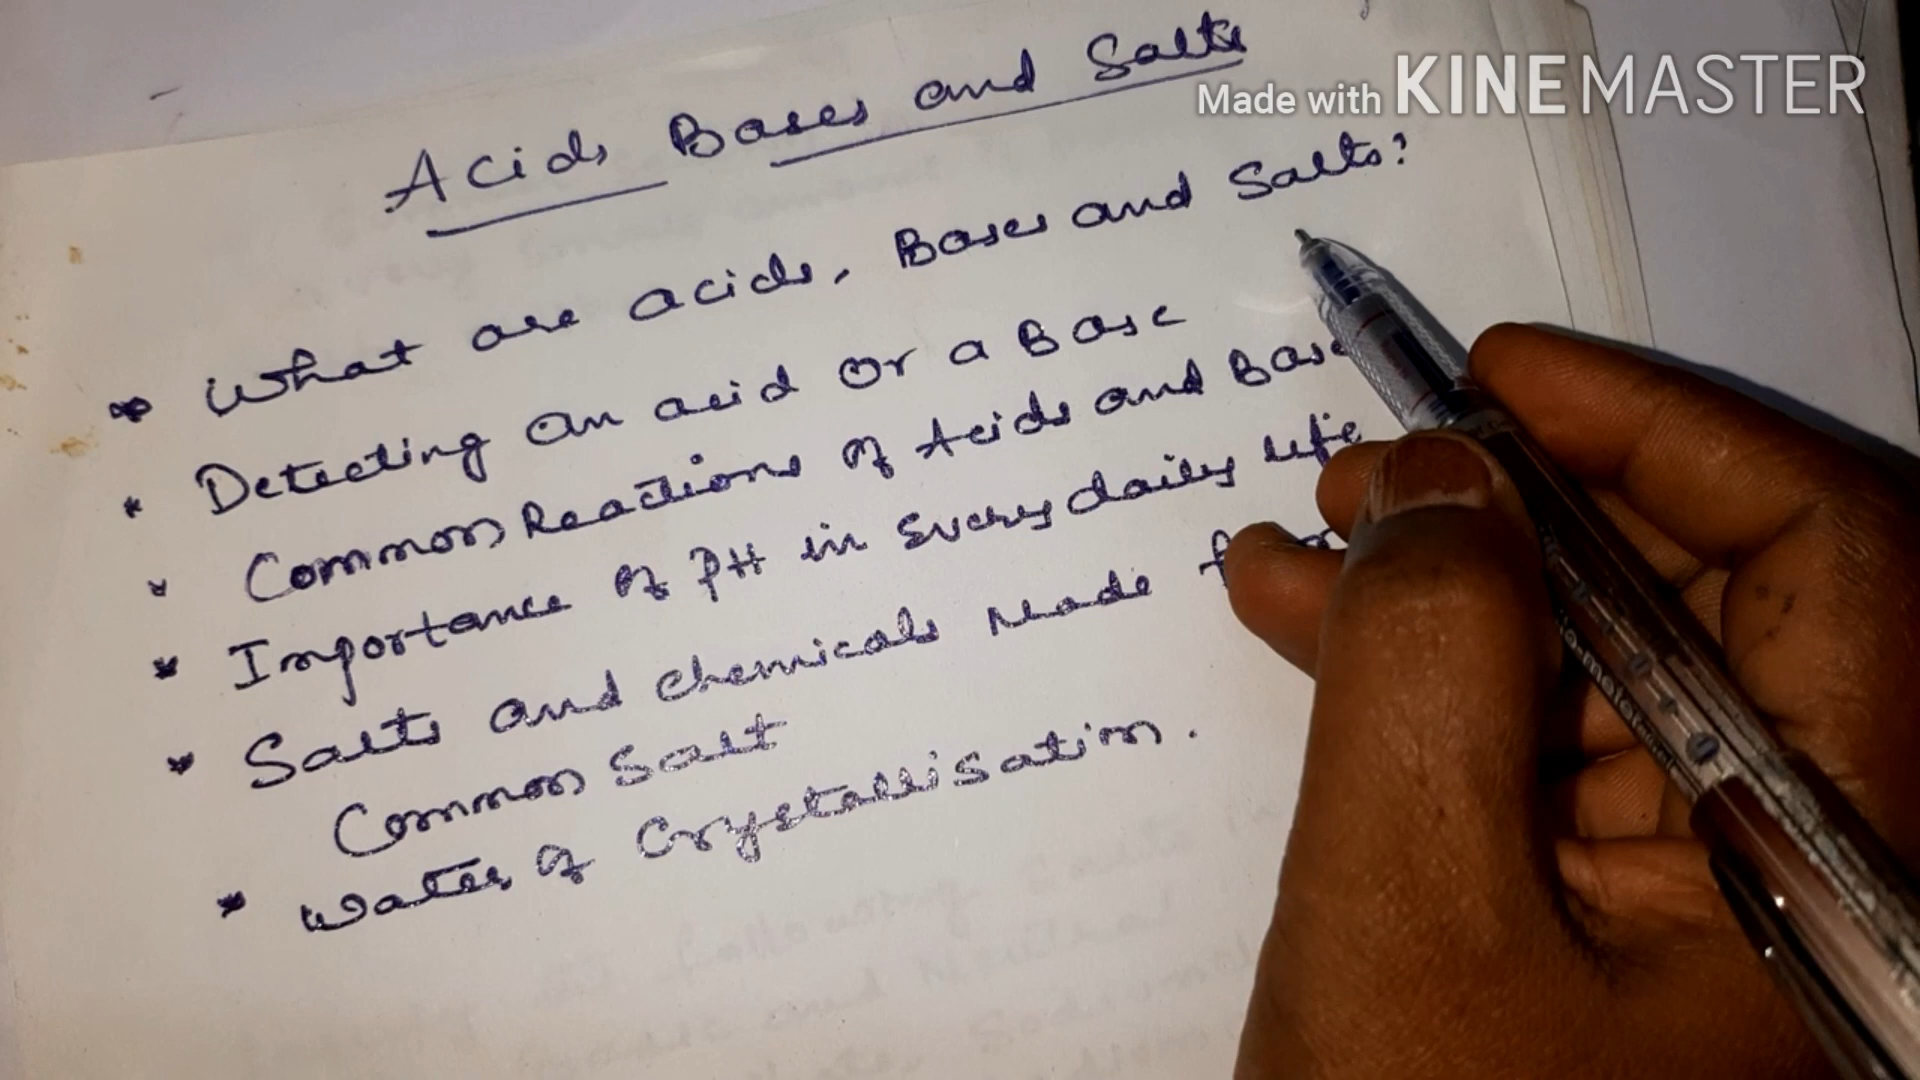 Acids Bases and Salts
Made with KINEMASTER
* What are acids, Bases and Salts?
* Detecting an acid or a Base
* Common Reactions of Acids and Base
* Importance of PH in Every daily life
* Salts and chemicals Made
Common Salt
* Water of Crystallisation.